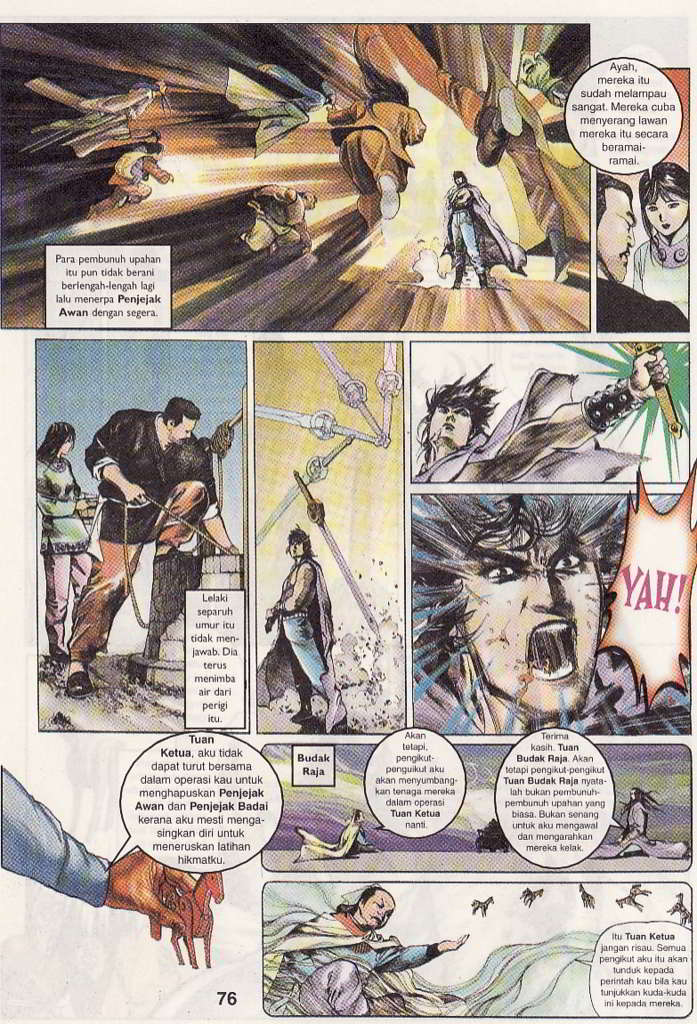 Ayah,
mereka itu
sudah melampau
sangat. Mereka cuba
menyerang lawan
mereka itu secara
beramai-
ramai.
Para pembunuh upahan
itu pun tidak berani
berlengah-lengah lagi
lalu menerpa Penjejak
Awan dengan segera.
Lelaki
separuh
umur itu
tidak men-
jawab. Dia
terus
menimba
air dari
perigi
itu.
YAH!
Tuan
Ketua, aku tidak
dapat turut bersama
dalam operasi kau untuk
menghapuskan Penjejak
Awan dan Penjejak Badai
kerana aku mesti menga-
singkan diri untuk
meneruskan latihan
hikmatku.
Budak
Raja
Akan
tetapi,
pengikut-
penguikut aku
akan menyumbang-
kan tenaga mereka
dalam operasi
Tuan Ketua
nanti.
Terima
kasih. Tuan
Budak Raja. Akan
tetapi pengikut-pengikut
Tuan Budak Raja nyata-
lah bukan pembunuh-
pembunuh upahan yang
biasa. Bukan senang
untuk aku mengawal
dan mengarahkan
mereka kelak.
Itu Tuan Ketua
jangan risau. Semua
pengikut aku itu akan
tunduk kepada
perintah kau bila kau
tunjukkan kuda-kuda
ini kepada mereka.
76